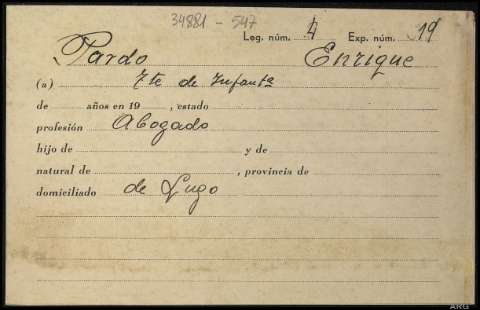 34881 - 547
Leg. núm. 4 Exp. núm. 19
Pardo Enrique
(a) Tte de Infantª
de años en 19 , estado
profesión Abogado
hijo de y de
natural de , provincia de
domiciliado de Lugo
ARG